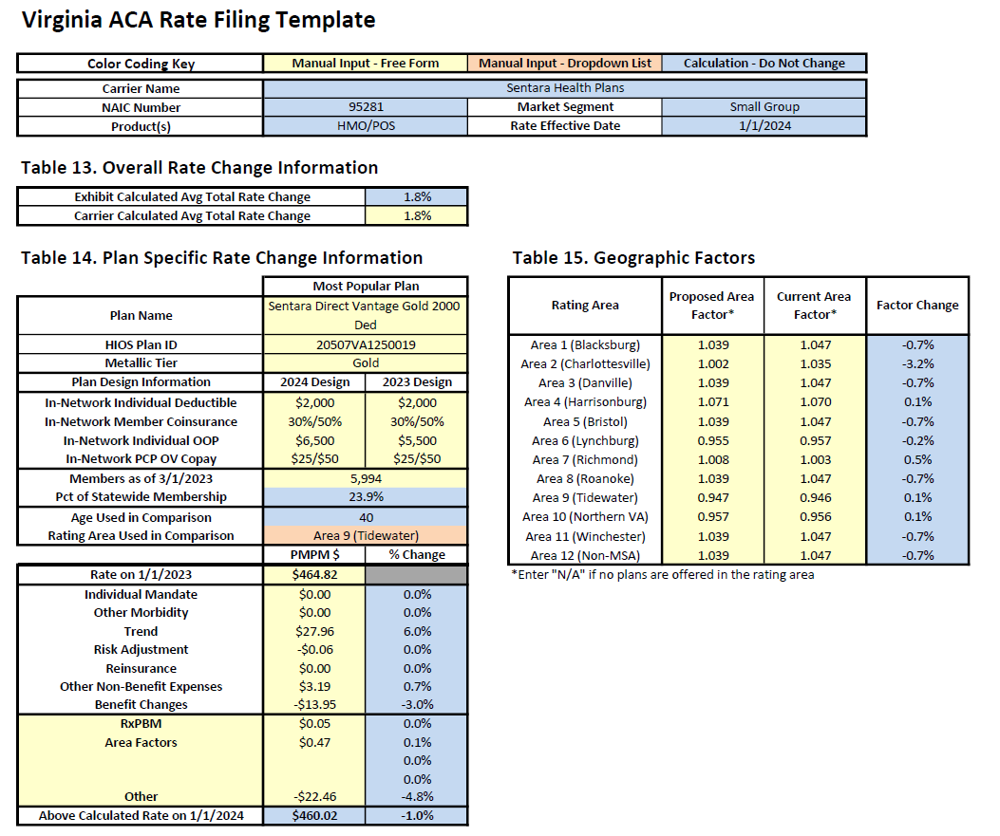 Virginia ACA Rate Filing Template
Color Coding Key Manual Input - Free Form Manual Input - Dropdown List Calculation - Do Not Change
Carrier Name Sentara Health Plans
NAIC Number 95281 Market Segment Small Group
Product(s) HMO/POS Rate Effective Date 1/1/2024
Table 13. Overall Rate Change Information
Exhibit Calculated Avg Total Rate Change 1.8%
Carrier Calculated Avg Total Rate Change 1.8%
Table 14. Plan Specific Rate Change Information
Most Popular Plan
Plan Name Sentara Direct Vantage Gold 2000
Ded
HIOS Plan ID 20507VA1250019
Metallic Tier Gold
Plan Design Information 2024 Design 2023 Design
In-Network Individual Deductible $2,000 $2,000
In-Network Member Coinsurance 30%/50% 30%/50%
In-Network Individual OOP $6,500 $5,500
In-Network PCP OV Copay $25/$50 $25/$50
Members as of 3/1/2023 5,994
Pct of Statewide Membership 23.9%
Age Used in Comparison 40
Rating Area Used in Comparison Area 9 (Tidewater)
PMPM $ % Change
Rate on 1/1/2023 $464.82
Individual Mandate $0.00 0.0%
Other Morbidity $0.00 0.0%
Trend $27.96 6.0%
Risk Adjustment -$0.06 0.0%
Reinsurance $0.00 0.0%
Other Non-Benefit Expenses $3.19 0.7%
Benefit Changes -$13.95 -3.0%
RxPBM $0.05 0.0%
Area Factors $0.47 0.1%
0.0%
0.0%
Other -$22.46 -4.8%
Above Calculated Rate on 1/1/2024 $460.02 -1.0%
Table 15. Geographic Factors
Rating Area Proposed Area Factor* Current Area Factor* Factor Change
Area 1 (Blacksburg) 1.039 1.047 -0.7%
Area 2 (Charlottesville) 1.002 1.035 -3.2%
Area 3 (Danville) 1.039 1.047 -0.7%
Area 4 (Harrisonburg) 1.071 1.070 0.1%
Area 5 (Bristol) 1.039 1.047 -0.7%
Area 6 (Lynchburg) 0.955 0.957 -0.2%
Area 7 (Richmond) 1.008 1.003 0.5%
Area 8 (Roanoke) 1.039 1.047 -0.7%
Area 9 (Tidewater) 0.947 0.946 0.1%
Area 10 (Northern VA) 0.957 0.956 0.1%
Area 11 (Winchester) 1.039 1.047 -0.7%
Area 12 (Non-MSA) 1.039 1.047 -0.7%
*Enter "N/A" if no plans are offered in the rating area